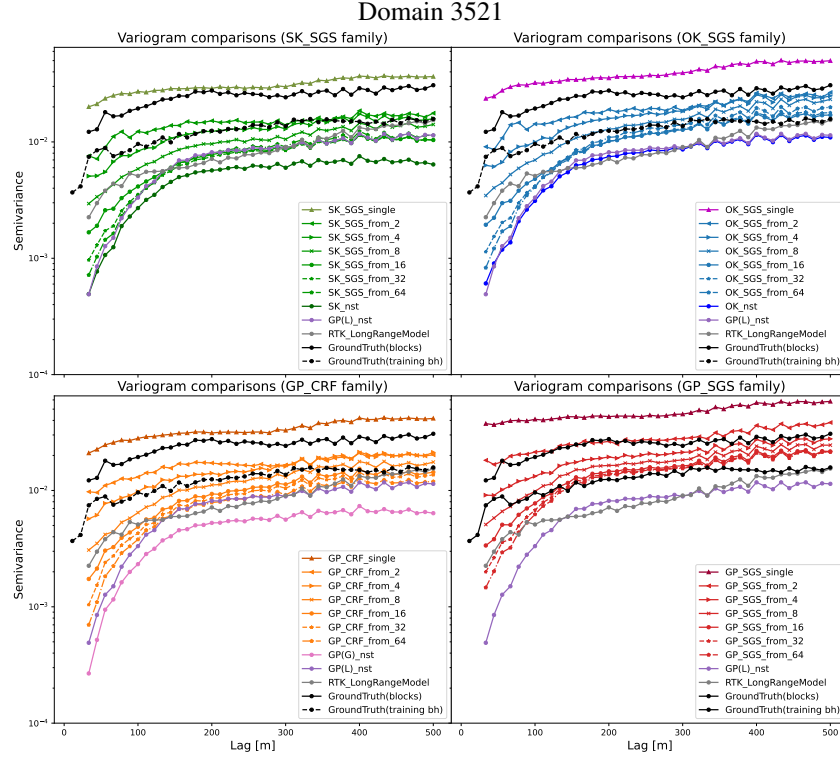 Domain 3521
Variogram comparisons (SK_SGS family)
Semivariance
10⁻²
10⁻³
10⁻⁴
SK_SGS_single
SK_SGS_from_2
SK_SGS_from_4
SK_SGS_from_8
SK_SGS_from_16
SK_SGS_from_32
SK_SGS_from_64
SK_nst
GP(L)_nst
RTK_LongRangeModel
GroundTruth(blocks)
GroundTruth(training bh)
Variogram comparisons (OK_SGS family)
OK_SGS_single
OK_SGS_from_2
OK_SGS_from_4
OK_SGS_from_8
OK_SGS_from_16
OK_SGS_from_32
OK_SGS_from_64
OK_nst
GP(L)_nst
RTK_LongRangeModel
GroundTruth(blocks)
GroundTruth(training bh)
Variogram comparisons (GP_CRF family)
Semivariance
10⁻²
10⁻³
10⁻⁴
GP_CRF_single
GP_CRF_from_2
GP_CRF_from_4
GP_CRF_from_8
GP_CRF_from_16
GP_CRF_from_32
GP_CRF_from_64
GP(G)_nst
GP(L)_nst
RTK_LongRangeModel
GroundTruth(blocks)
GroundTruth(training bh)
0 100 200 300 400 500
Lag [m]
Variogram comparisons (GP_SGS family)
GP_SGS_single
GP_SGS_from_2
GP_SGS_from_4
GP_SGS_from_8
GP_SGS_from_16
GP_SGS_from_32
GP_SGS_from_64
GP(L)_nst
RTK_LongRangeModel
GroundTruth(blocks)
GroundTruth(training bh)
0 100 200 300 400 500
Lag [m]